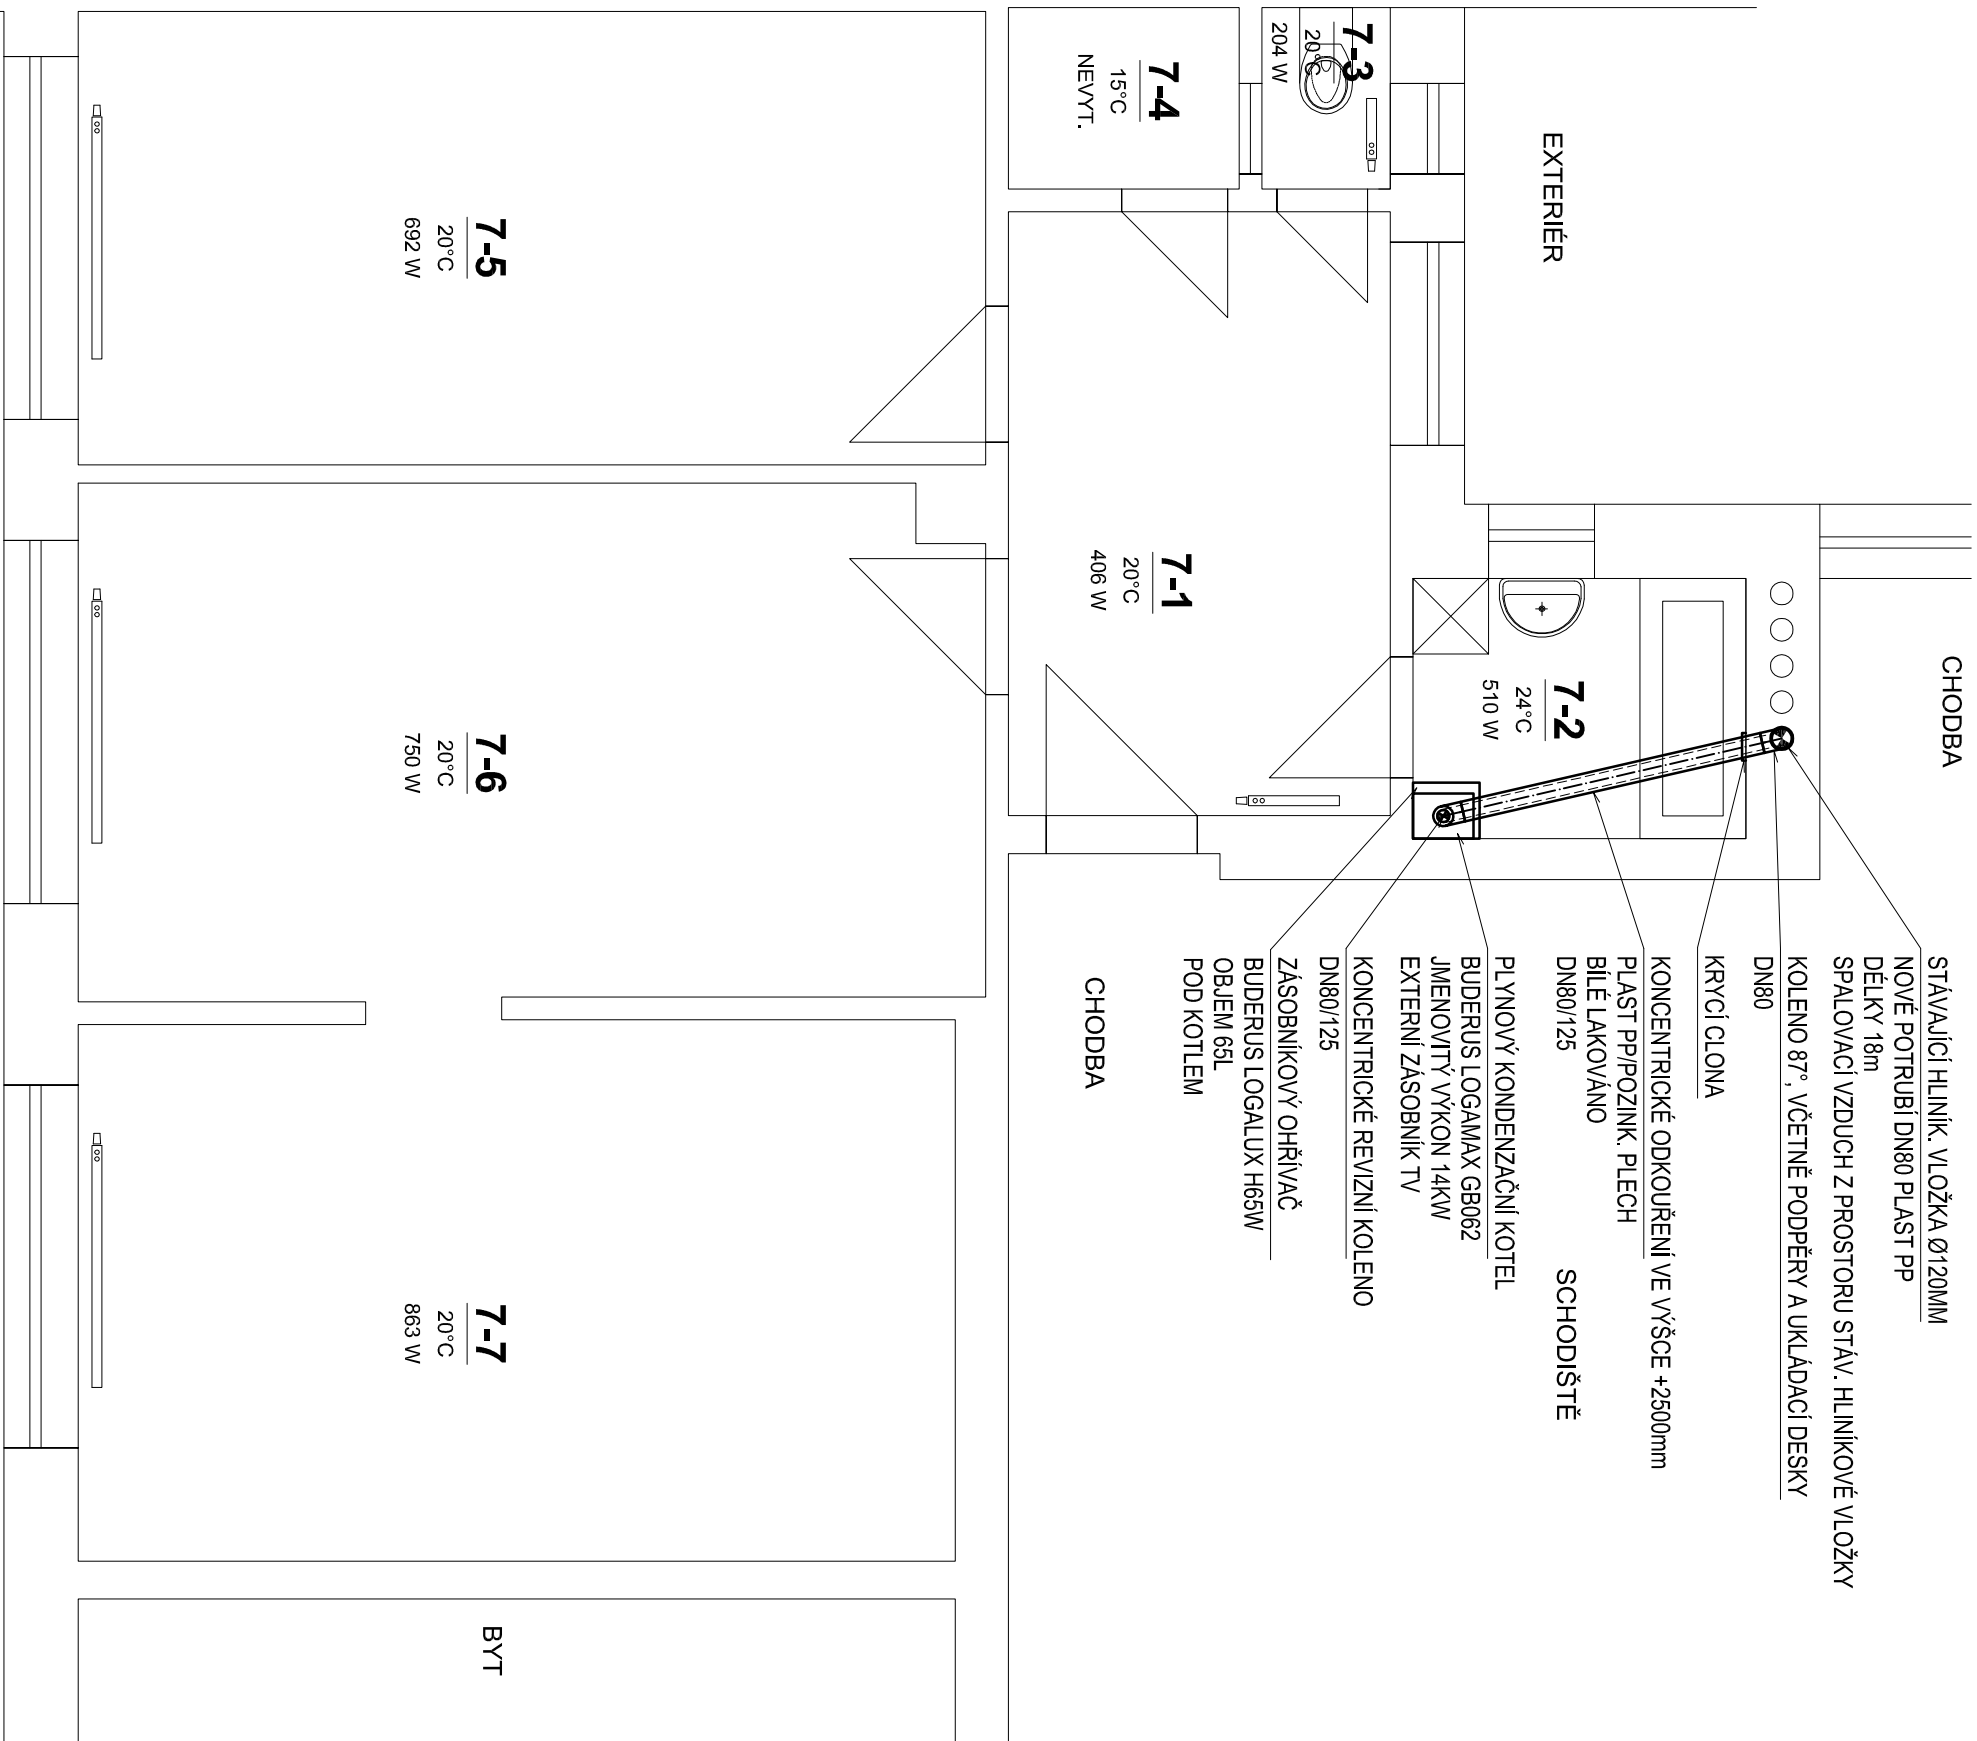 STÁVAJÍCÍ HLINÍK. VLOŽKA Ø120MM
NOVÉ POTRUBÍ DN80 PLAST PP
DÉLKY 18m
SPALOVACÍ VZDUCH Z PROSTORU STÁV. HLINÍKOVÉ VLOŽKY
KOLENO 87°, VČETNĚ PODPĚRY A UKLÁDACÍ DESKY
DN80
KRYCÍ CLONA
KONCENTRICKÉ ODKOUŘENÍ VE VÝŠCE +2500mm
PLAST PP/POZINK. PLECH
BÍLÉ LAKOVÁNO
DN80/125
PLYNOVÝ KONDENZAČNÍ KOTEL
BUDERUS LOGAMAX GB062
JMENOVITÝ VÝKON 14KW
EXTERNÍ ZÁSOBNÍK TV
KONCENTRICKÉ REVIZNÍ KOLENO
DN80/125
ZÁSOBNÍKOVÝ OHŘÍVAČ
BUDERUS LOGALUX H65W
OBJEM 65L
POD KOTLEM
CHODBA
EXTERIÉR
SCHODIŠTĚ
CHODBA
7-3
20°C
204 W
7-4
15°C
NEVYT.
7-2
24°C
510 W
7-1
20°C
406 W
7-5
20°C
692 W
7-6
20°C
750 W
7-7
20°C
863 W
BYT